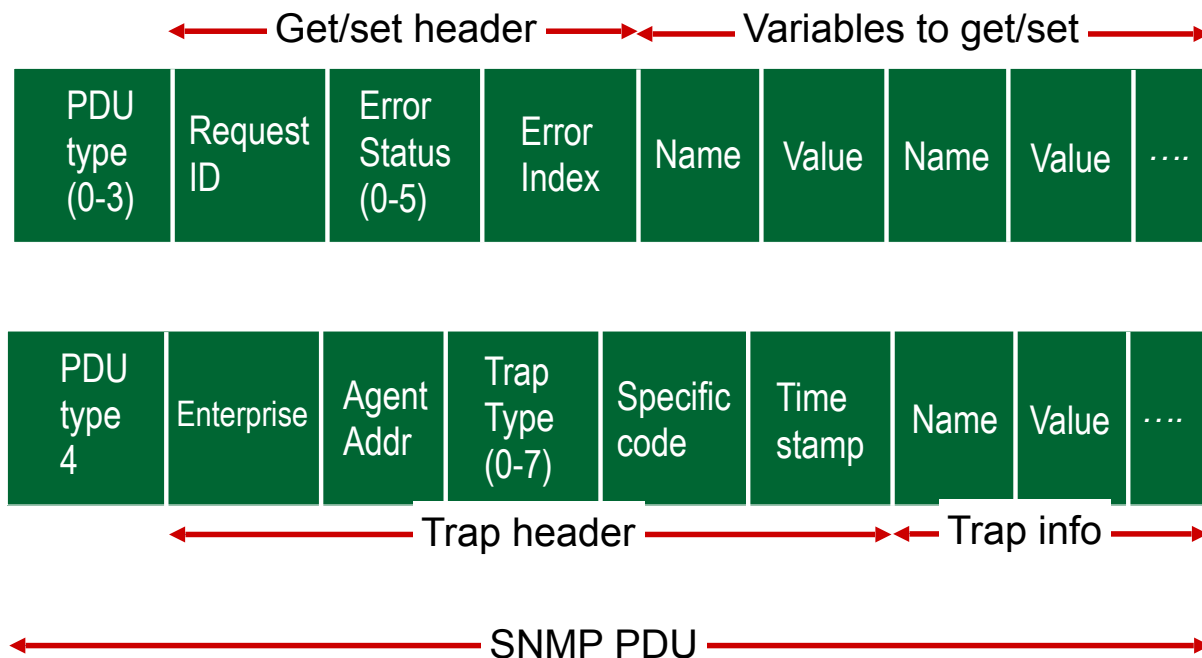 Get/set header
Variables to get/set
PDU
type
(0-3)
Request
ID
Error
Status
(0-5)
Error
Index
Name
Value
Name
Value
....
PDU
type
4
Enterprise
Agent
Addr
Trap
Type
(0-7)
Specific
code
Time
stamp
Name
Value
....
Trap header
Trap info
SNMP PDU